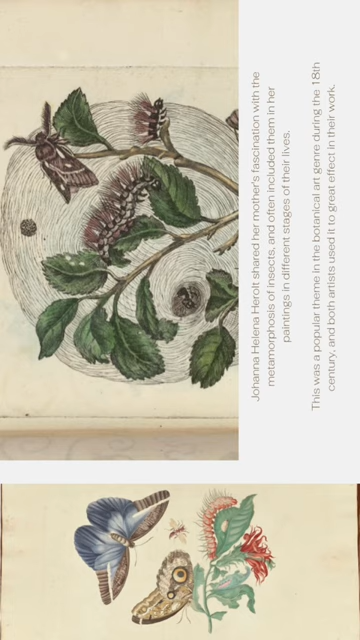 Johanna Helena Herolt shared her mother's fascination with the
metamorphosis of insects, and often included them in her
paintings in different stages of their lives.
This was a popular theme in the botanical art genre during the 18th
century, and both artists used it to great effect in their work.